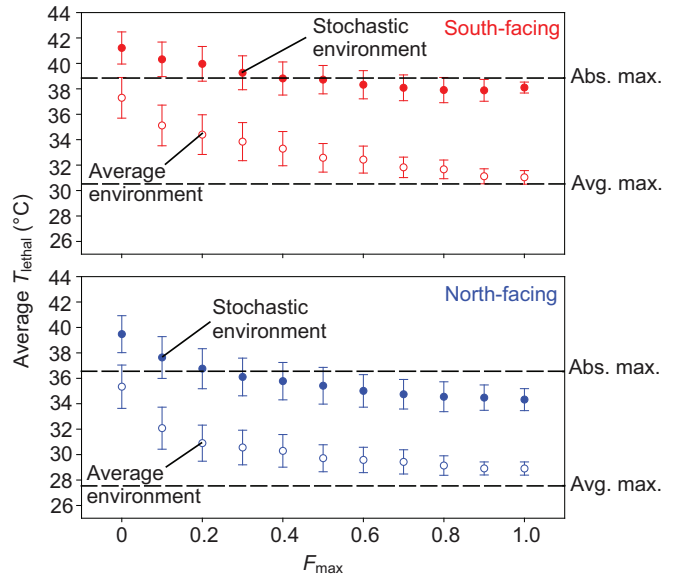 44
42
40
38
36
34
32
30
28
26
Stochastic
environment
South-facing
Abs. max.
Average
environment
Avg. max.
Average T_lethal (°C)
44
42
40
38
36
34
32
30
28
26
Stochastic
environment
North-facing
Abs. max.
Average
environment
Avg. max.
0 0.2 0.4 0.6 0.8 1.0
F_max